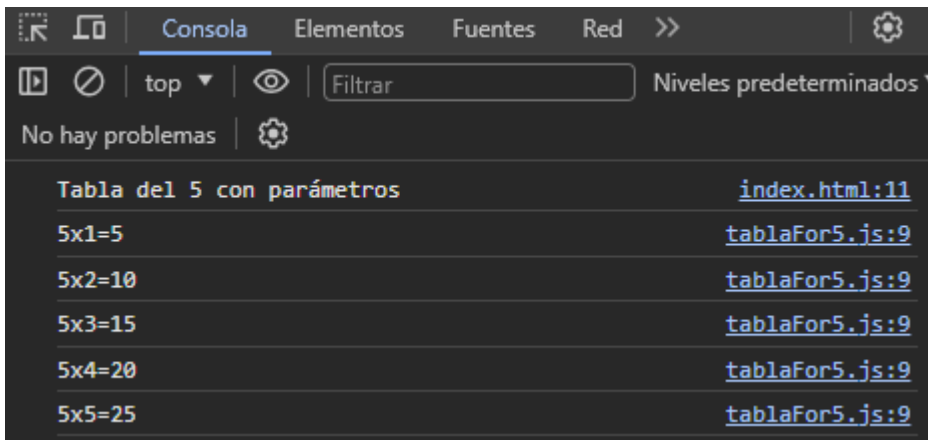 Consola Elementos Fuentes Red
top Filtrar Niveles predeterminados
No hay problemas
Tabla del 5 con parámetros index.html:11
5x1=5 tablaFor5.js:9
5x2=10 tablaFor5.js:9
5x3=15 tablaFor5.js:9
5x4=20 tablaFor5.js:9
5x5=25 tablaFor5.js:9